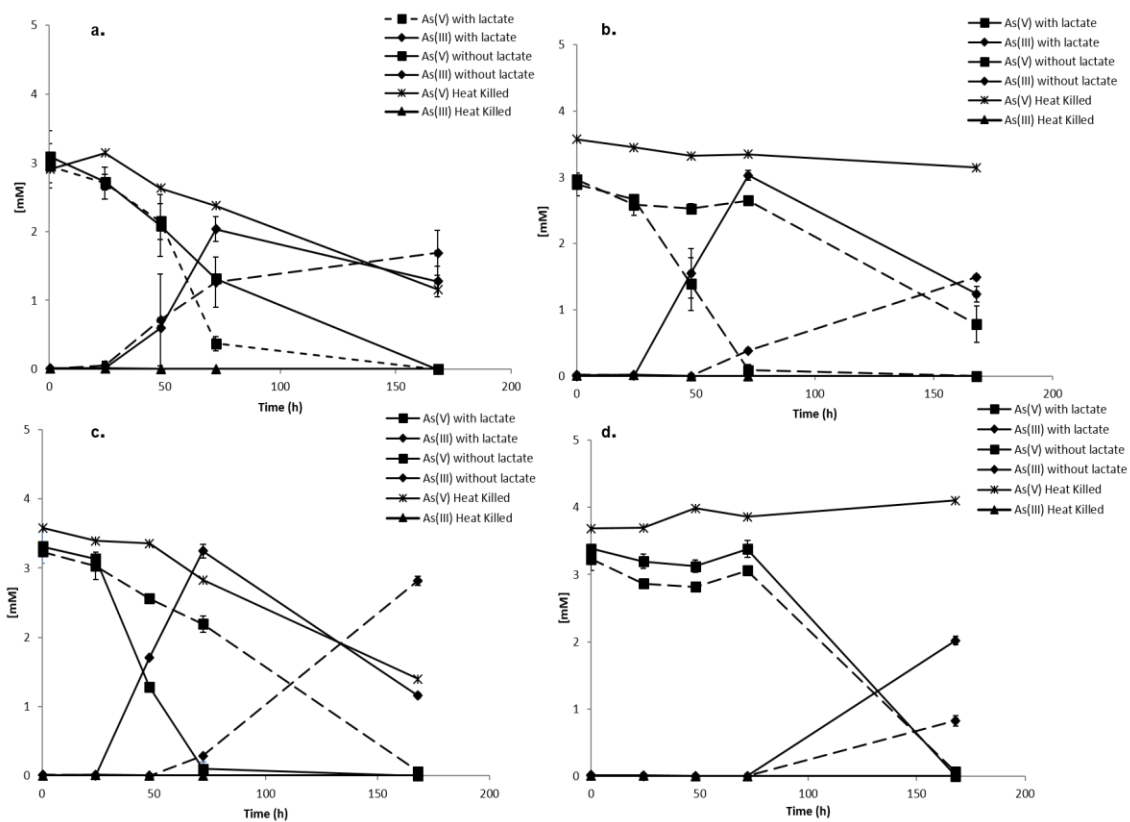 a.
As(V) with lactate
As(III) with lactate
As(V) without lactate
As(III) without lactate
As(V) Heat Killed
As(III) Heat Killed
5
4
3
2
1
0
[mM]
0
50
100
150
200
Time (h)
b.
As(V) with lactate
As(III) with lactate
As(V) without lactate
As(III) without lactate
As(V) Heat Killed
As(III) Heat Killed
5
4
3
2
1
0
[mM]
0
50
100
150
200
Time (h)
c.
As(V) with lactate
As(III) with lactate
As(V) without lactate
As(III) without lactate
As(V) Heat Killed
As(III) Heat Killed
5
4
3
2
1
0
[mM]
0
50
100
150
200
Time (h)
d.
As(V) with lactate
As(III) with lactate
As(V) without lactate
As(III) without lactate
As(V) Heat Killed
As(III) Heat Killed
5
4
3
2
1
0
[mM]
0
50
100
150
200
Time (h)